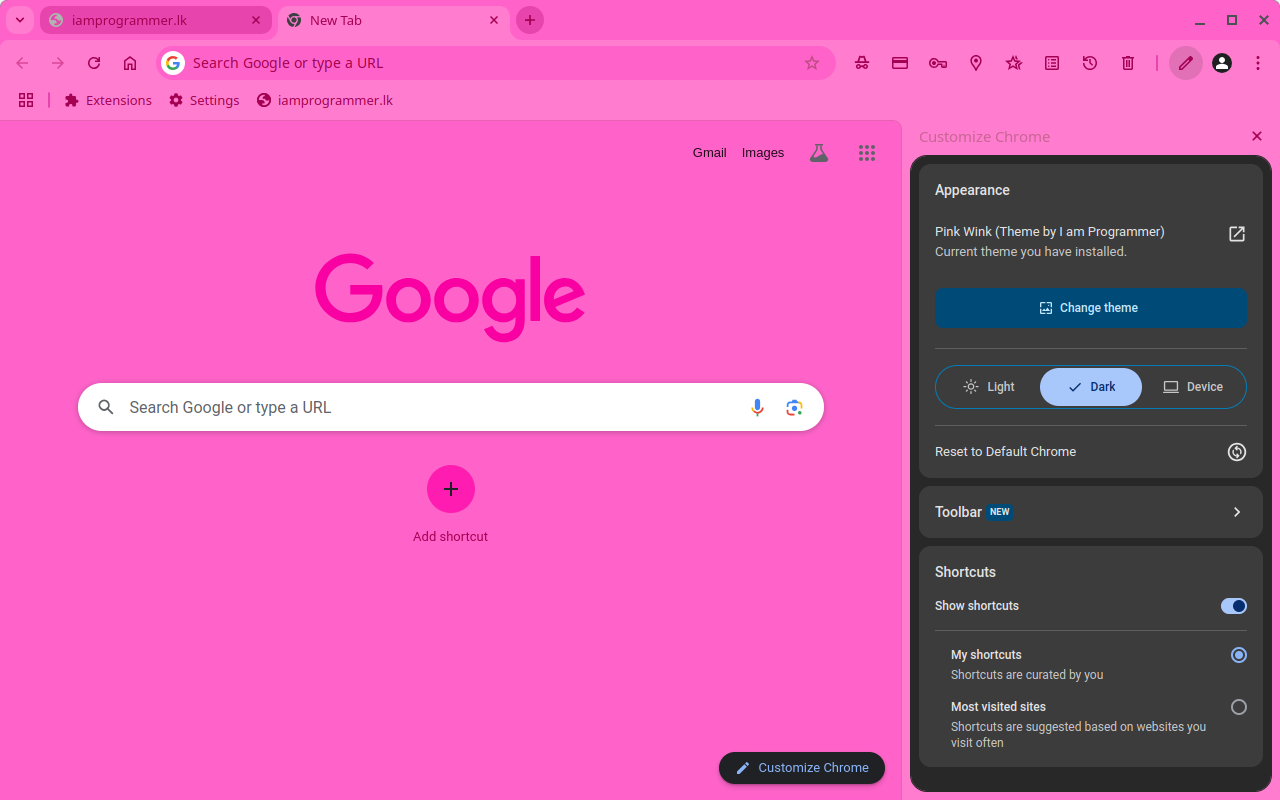 iamprogrammer.lk
New Tab
Search Google or type a URL
Extensions
Settings
iamprogrammer.lk
Customize Chrome
Gmail
Images
Google
Search Google or type a URL
Add shortcut
Customize Chrome
Appearance
Pink Wink (Theme by I am Programmer)
Current theme you have installed.
Change theme
Light
Dark
Device
Reset to Default Chrome
Toolbar NEW
Shortcuts
Show shortcuts
My shortcuts
Shortcuts are curated by you
Most visited sites
Shortcuts are suggested based on websites you
visit often